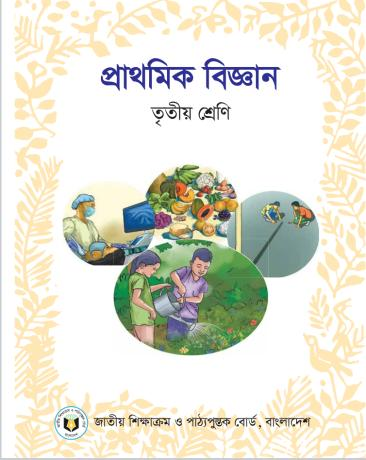 প্রাথমিক বিজ্ঞান
তৃতীয় শ্রেণি
জাতীয় শিক্ষাক্রম ও পাঠ্যপুস্তক বোর্ড, বাংলাদেশ